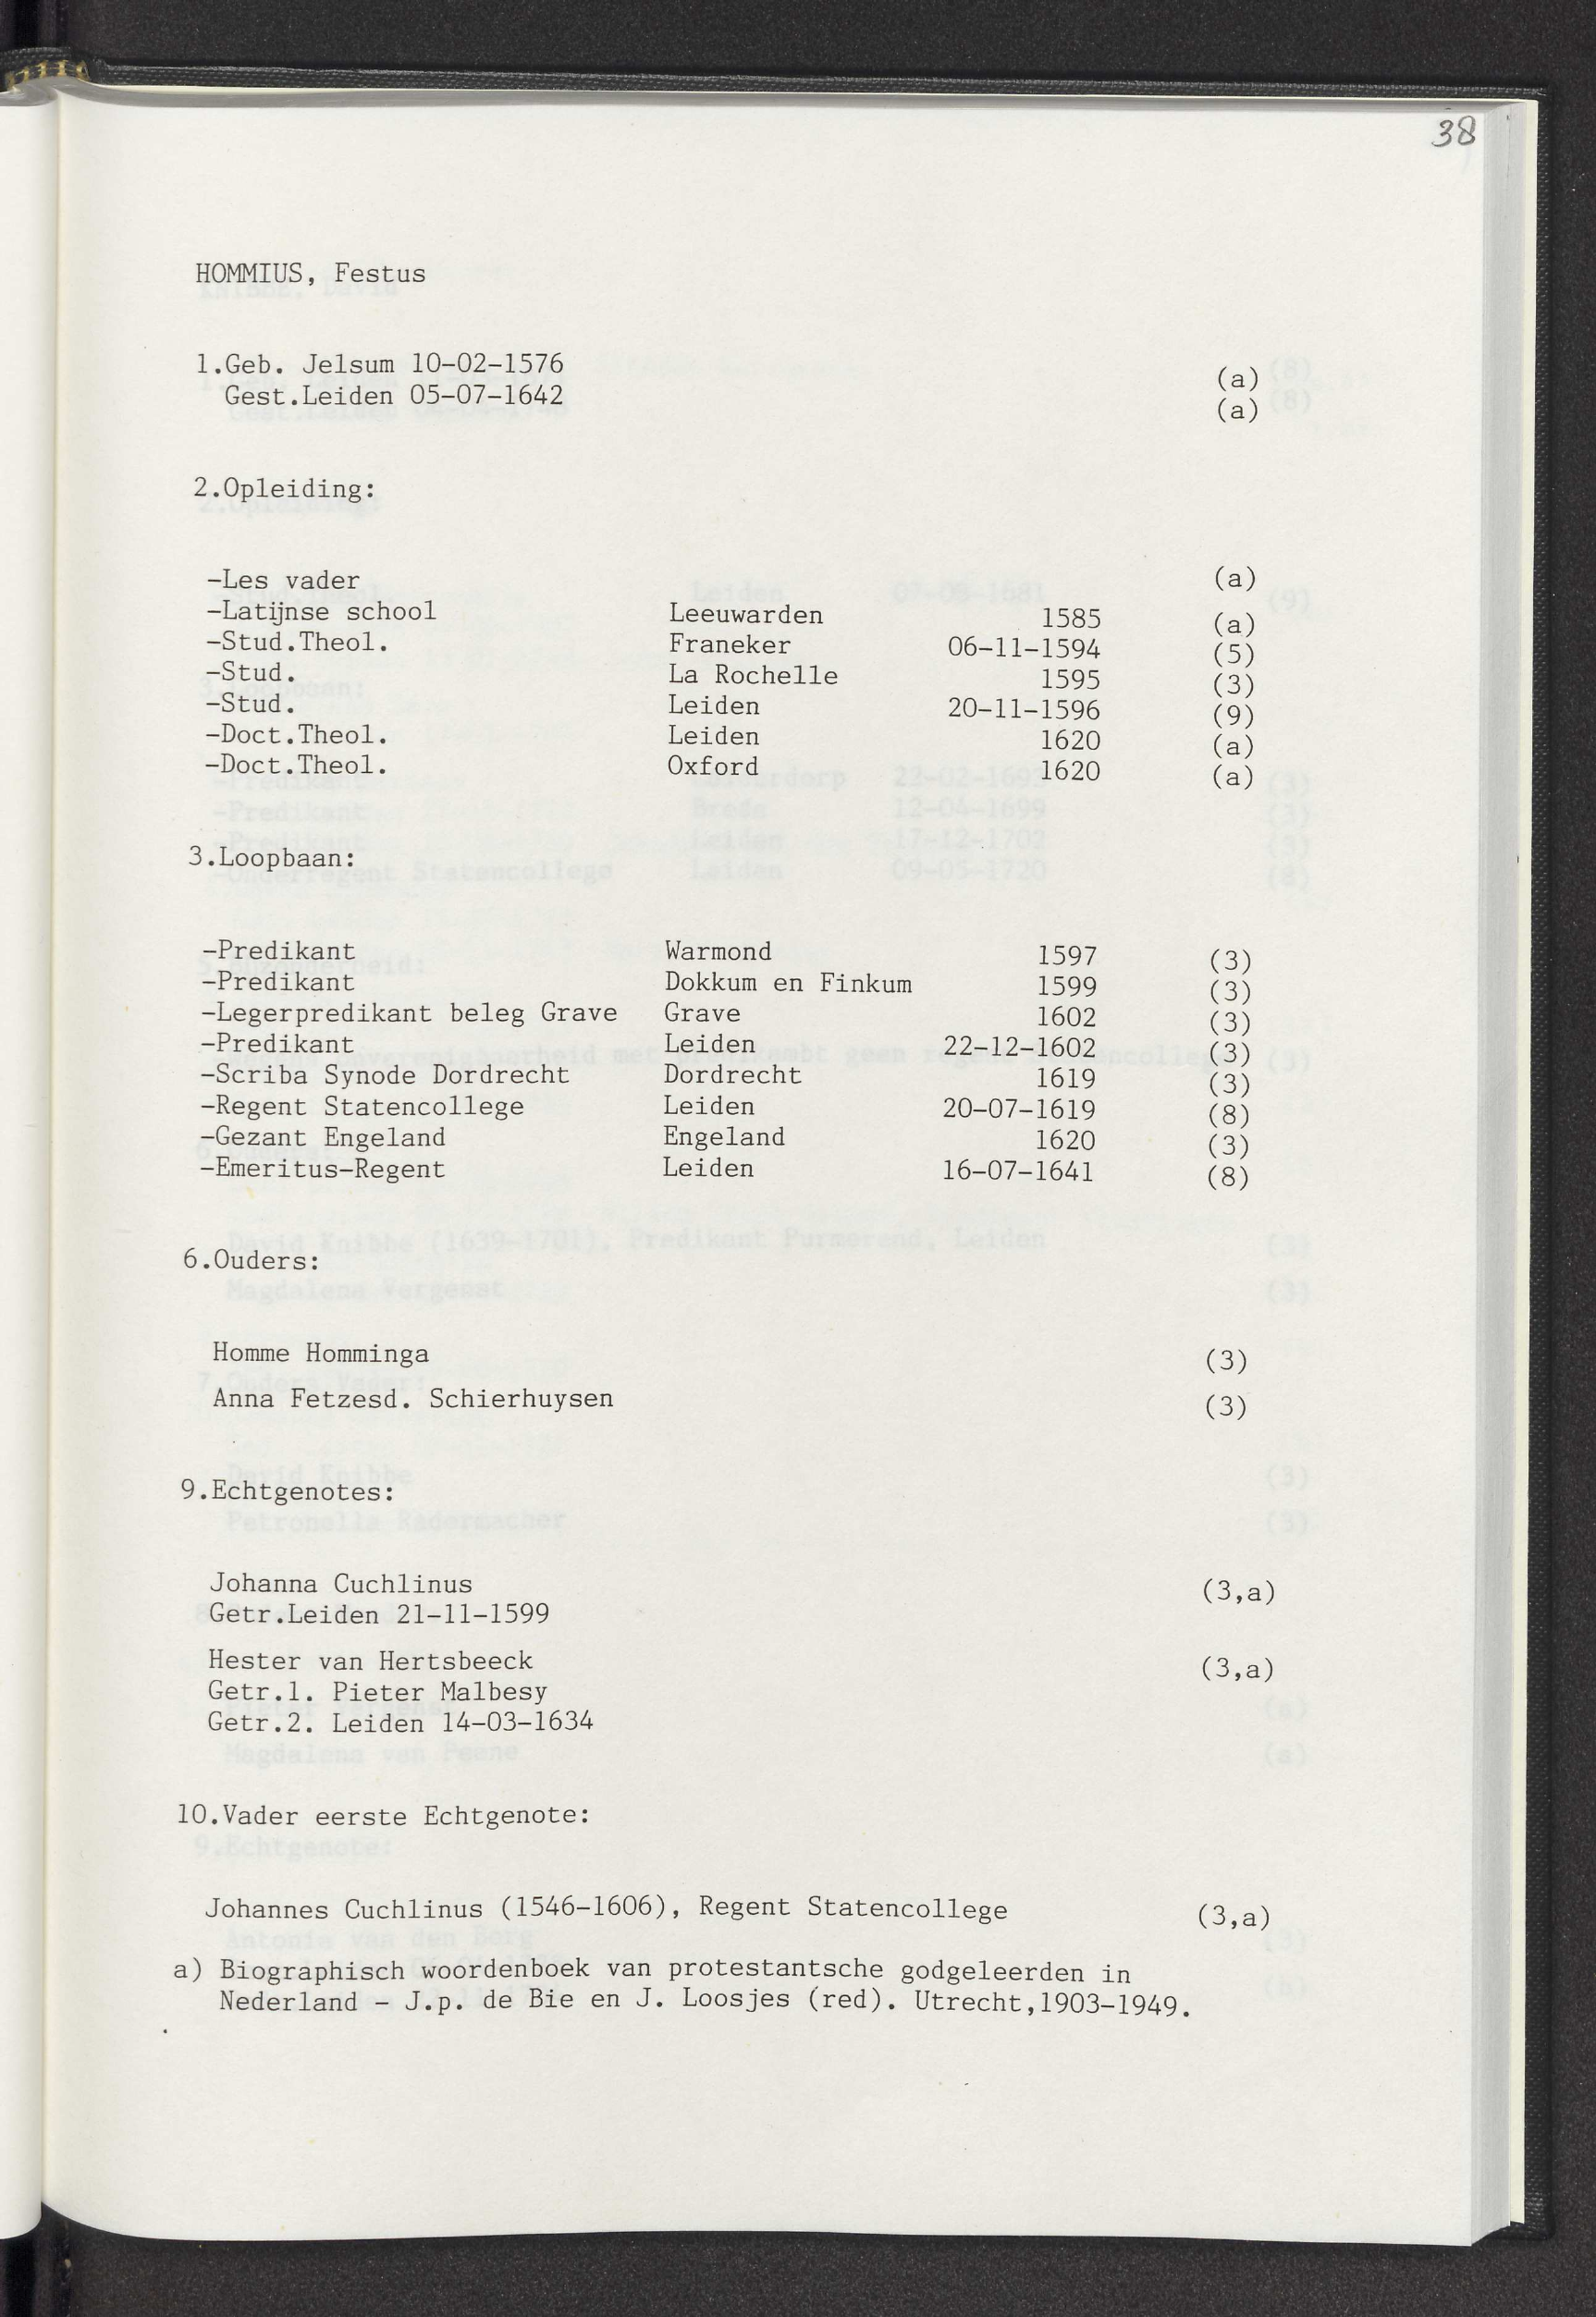 38
HOMMIUS, Festus
1.Geb. Jelsum 10-02-1576 (a)
Gest.Leiden 05-07-1642 (a)
2.Opleiding:
-Les vader (a)
-Latijnse school Leeuwarden 1585 (a)
-Stud.Theol. Franeker 06-11-1594 (5)
-Stud. La Rochelle 1595 (3)
-Stud. Leiden 20-11-1596 (9)
-Doct.Theol. Leiden 1620 (a)
-Doct.Theol. Oxford 1620 (a)
3.Loopbaan:
-Predikant Warmond 1597 (3)
-Predikant Dokkum en Finkum 1599 (3)
-Legerpredikant beleg Grave Grave 1602 (3)
-Predikant Leiden 22-12-1602 (3)
-Scriba Synode Dordrecht Dordrecht 1619 (3)
-Regent Statencollege Leiden 20-07-1619 (8)
-Gezant Engeland Engeland 1620 (3)
-Emeritus-Regent Leiden 16-07-1641 (8)
6.Ouders:
Homme Homminga (3)
Anna Fetzesd. Schierhuysen (3)
9.Echtgenotes:
Johanna Cuchlinus (3,a)
Getr.Leiden 21-11-1599
Hester van Hertsbeeck (3,a)
Getr.1. Pieter Malbesy
Getr.2. Leiden 14-03-1634
10.Vader eerste Echtgenote:
Johannes Cuchlinus (1546-1606), Regent Statencollege (3,a)
a) Biographisch woordenboek van protestantsche godgeleerden in
Nederland - J.p. de Bie en J. Loosjes (red). Utrecht,1903-1949.